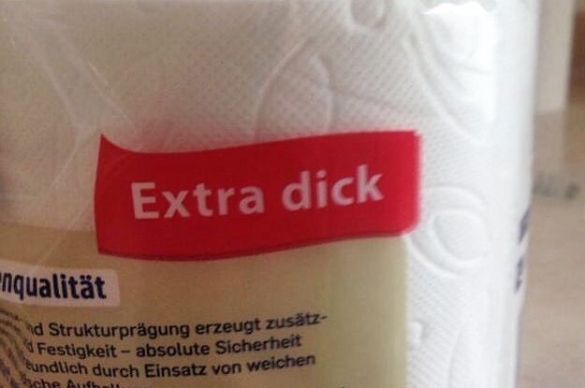 Extra dick
nqualität
nd Strukturprägung erzeugt zusätz-
d Festigkeit – absolute Sicherheit
undlich durch Einsatz von weichen